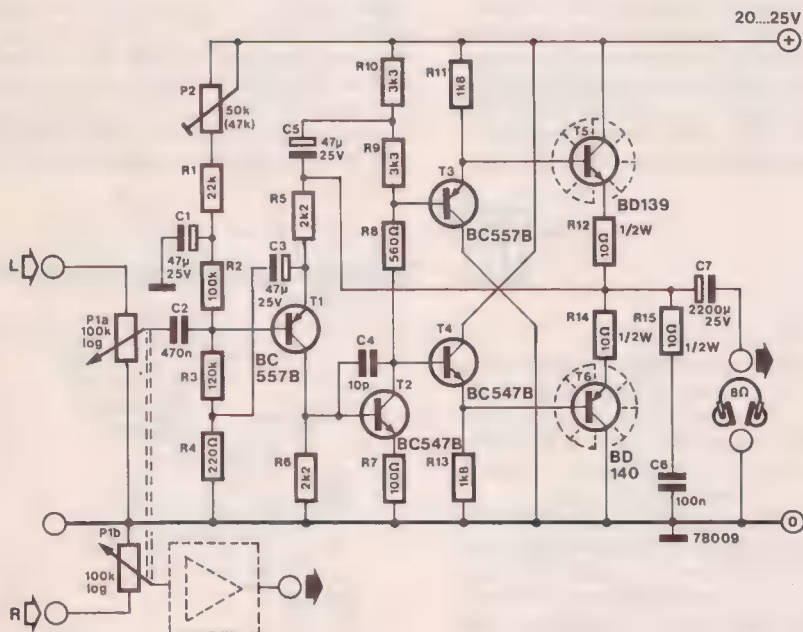 20....25V
+
P2
50k
(47k)
R1
22k
C1
47µ
25V
R2
100k
L
P1a
100k
log
C2
470n
R3
120k
R4
220Ω
C3
47µ
25V
C5
47µ
25V
R5
2k2
T1
BC
557B
R6
2k2
R10
3k3
R9
3k3
R8
560Ω
C4
10p
T2
BC547B
R7
100Ω
R11
1k8
T3
BC557B
T4
BC547B
R13
1k8
T5
BD139
R12
10Ω
1/2W
R14
10Ω
1/2W
R15
10Ω
1/2W
T6
BD
140
C7
2200µ
25V
8Ω
C6
100n
0
78009
P1b
100k
log
R